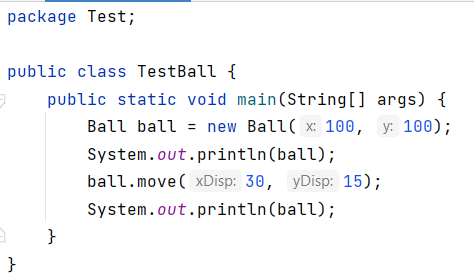 package Test;
public class TestBall {
public static void main(String[] args) {
Ball ball = new Ball( x: 100, y: 100);
System.out.println(ball);
ball.move( xDisp: 30, yDisp: 15);
System.out.println(ball);
}
}